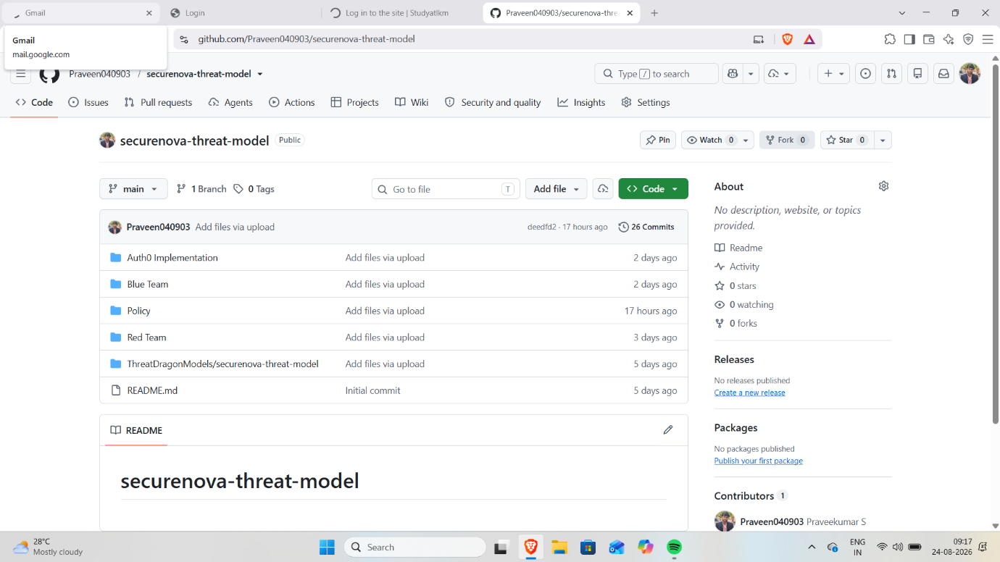 Gmail
Login
Log in to the site | Studyatlkm
Praveen040903/securenova-thre
Gmail
mail.google.com
github.com/Praveen040903/securenova-threat-model
Praveen040903 / securenova-threat-model
Type / to search
Code
Issues
Pull requests
Agents
Actions
Projects
Wiki
Security and quality
Insights
Settings
securenova-threat-model Public
Pin
Watch 0
Fork 0
Star 0
main
1 Branch
0 Tags
Go to file T
Add file
Code
Praveen040903 Add files via upload deedfd2 · 17 hours ago 26 Commits
Auth0 Implementation Add files via upload 2 days ago
Blue Team Add files via upload 2 days ago
Policy Add files via upload 17 hours ago
Red Team Add files via upload 3 days ago
ThreatDragonModels/securenova-threat-model Add files via upload 5 days ago
README.md Initial commit 5 days ago
README
securenova-threat-model
About
No description, website, or topics
provided.
Readme
Activity
0 stars
0 watching
0 forks
Releases
No releases published
Create a new release
Packages
No packages published
Publish your first package
Contributors 1
Praveen040903 Praveekumar S
28°C
Mostly cloudy
Search
ENG
IN
09:17
24-08-2026